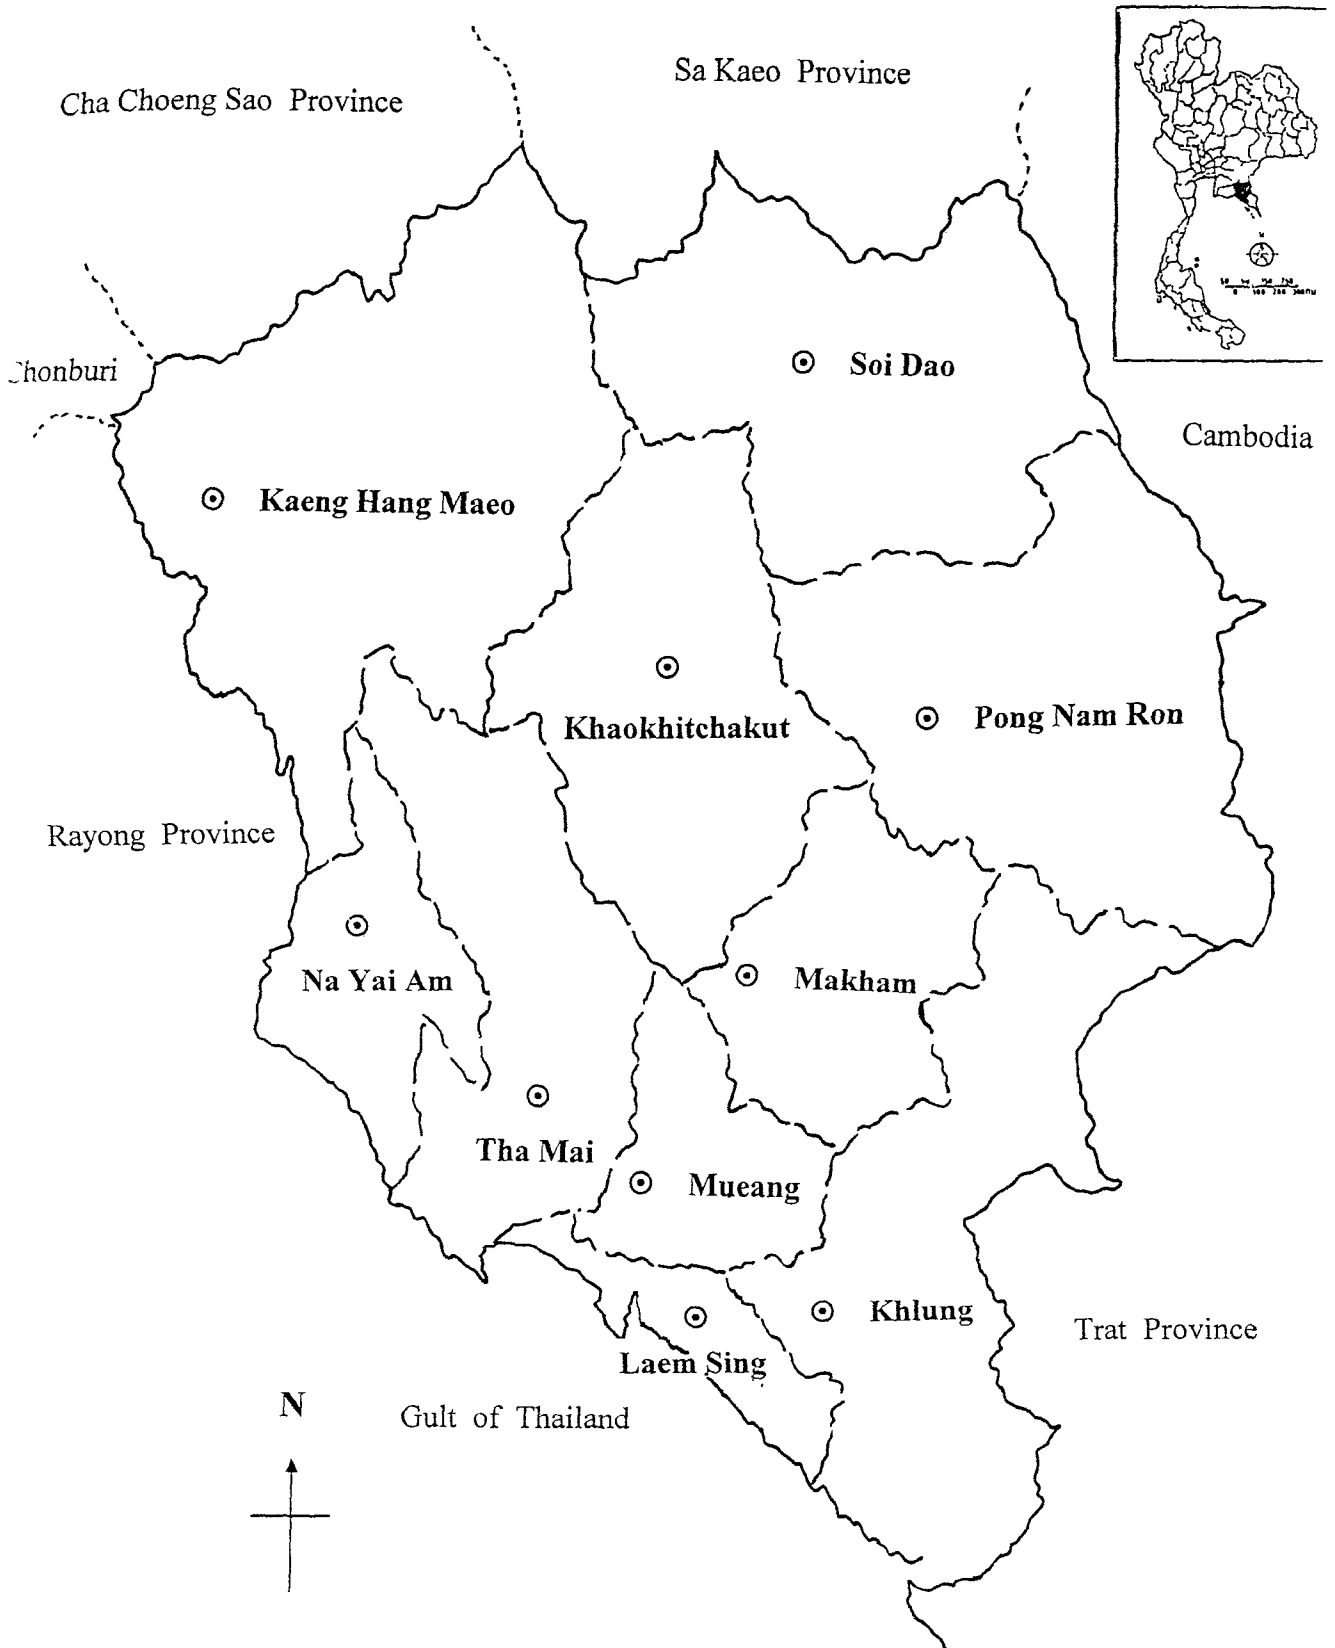 Sa Kaeo Province
Cha Choeng Sao Province
Soi Dao
Cambodia
Kaeng Hang Maeo
Pong Nam Ron
Khaokhitchakut
Rayong Province
Na Yai Am
Makham
Tha Mai
Mueang
Khlung
Trat Province
Laem Sing
N
Gult of Thailand